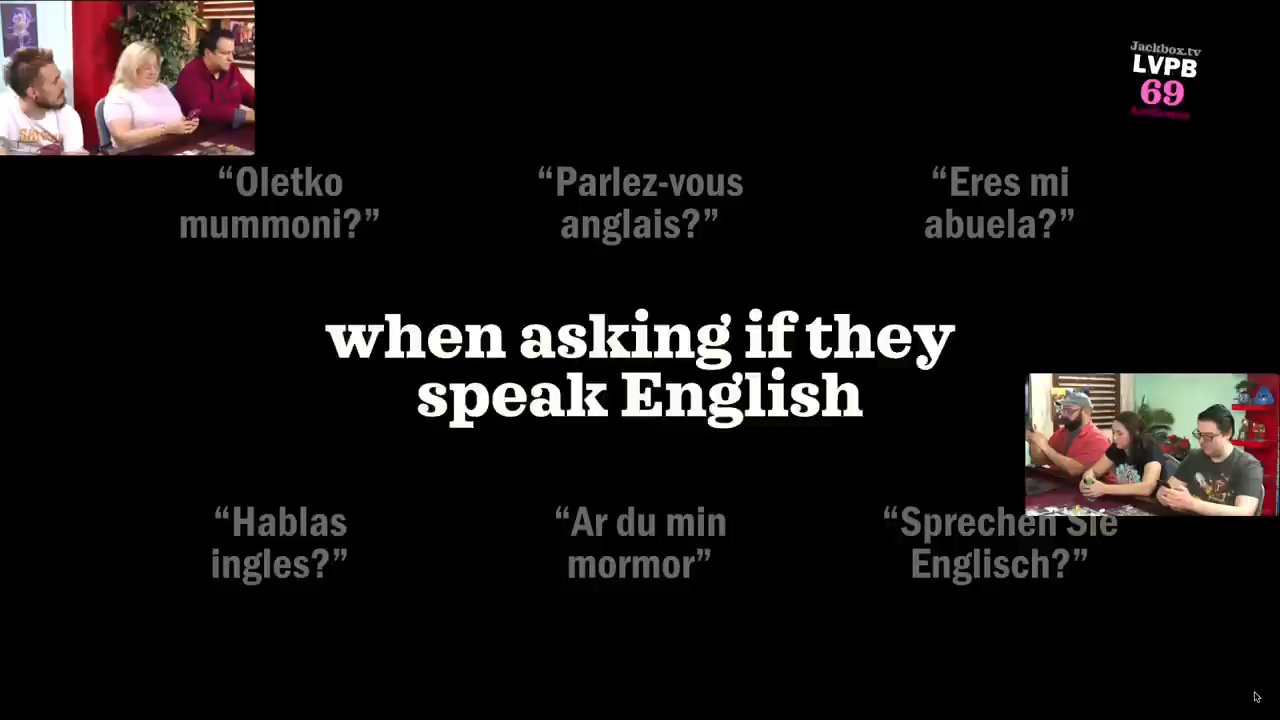 Jackbox.tv
LVPB
69
“Oletko
mummoni?”
“Parlez-vous
anglais?”
“Eres mi
abuela?”
when asking if they
speak English
“Hablas
ingles?”
“Ar du min
mormor”
“Sprechen Sie
Englisch?”